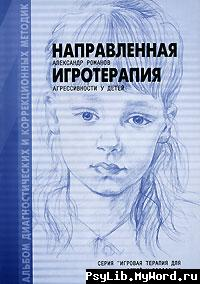 НАПРАВЛЕННАЯ
АЛЕКСАНДР РОМАНОВ
ИГРОТЕРАПИЯ
АГРЕССИВНОСТИ У ДЕТЕЙ
АЛЬБОМ ДИАГНОСТИЧЕСКИХ И КОРРЕКЦИОННЫХ МЕТОДИК
СЕРИЯ "ИГРОВАЯ ТЕРАПИЯ ДЛЯ
PsyLib.MyWord.ru